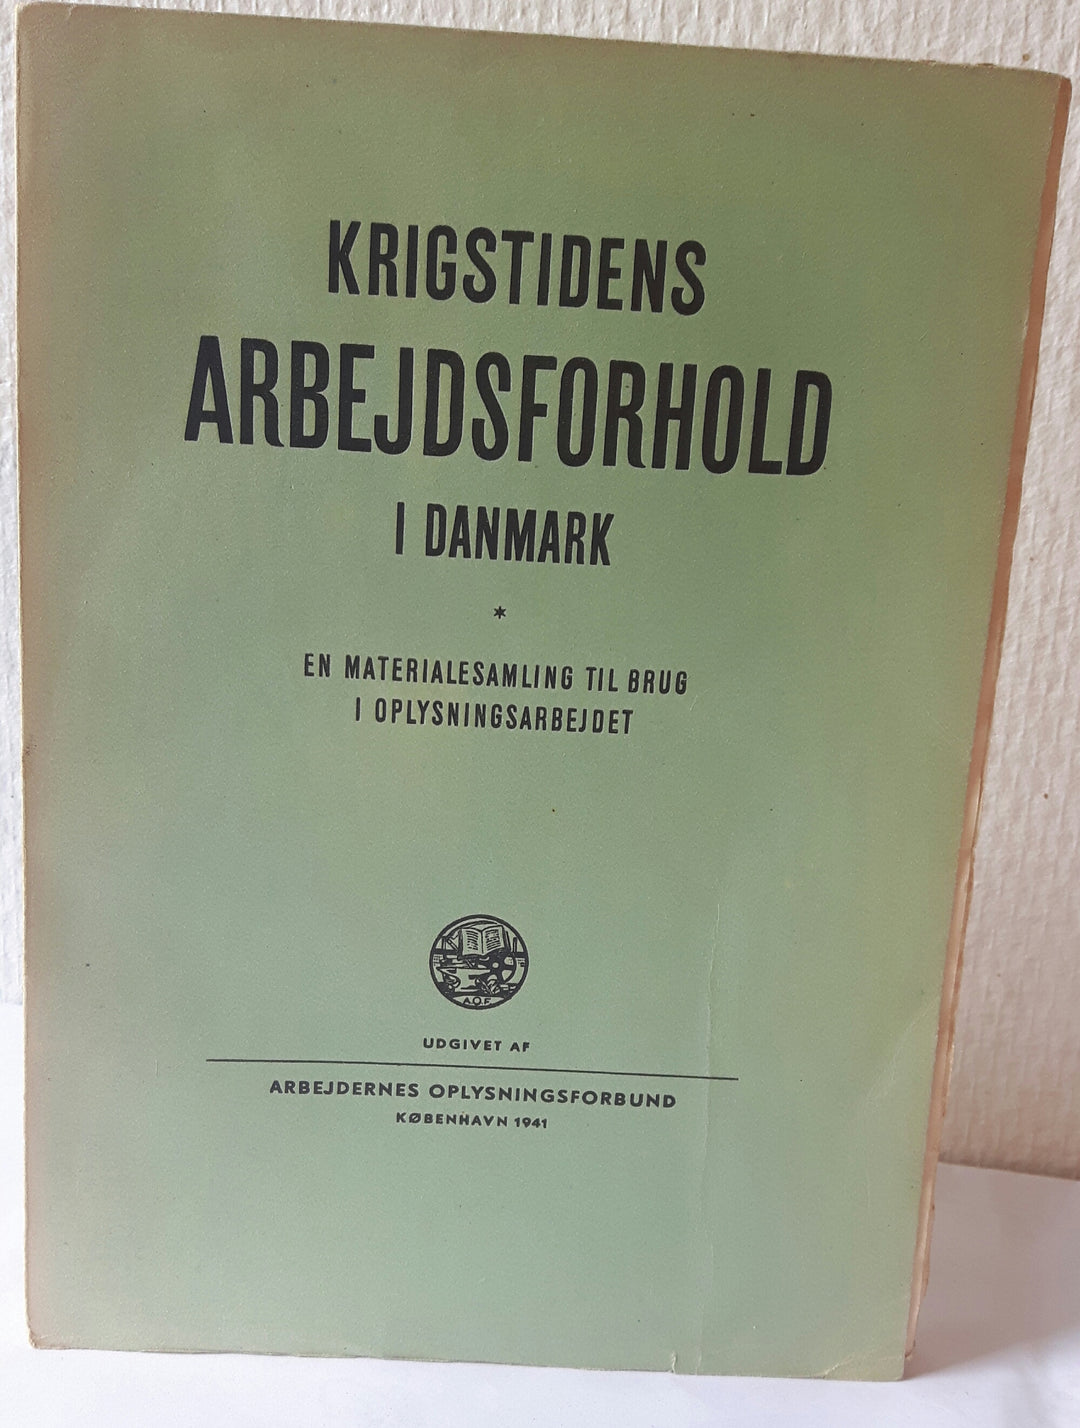 KRIGSTIDENS
ARBEJDSFORHOLD
I DANMARK
*
EN MATERIALESAMLING TIL BRUG
I OPLYSNINGSARBEJDET
AOF
UDGIVET AF
ARBEJDERNES OPLYSNINGSFORBUND
KØBENHAVN 1941